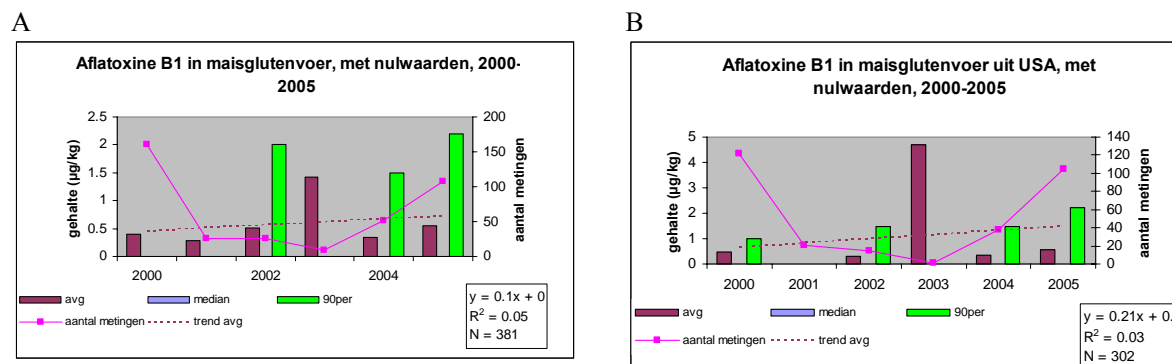 A
Aflatoxine B1 in maisglutenvoer, met nulwaarden, 2000-
2005
gehalte (µg/kg)
2.5
2
1.5
1
0.5
0
200
150
100
50
0
aantal metingen
2000
2002
2004
avg
median
90per
aantal metingen
trend avg
y = 0.1x + 0
R² = 0.05
N = 381
B
Aflatoxine B1 in maisglutenvoer uit USA, met
nulwaarden, 2000-2005
gehalte (µg/kg)
5
4
3
2
1
0
140
120
100
80
60
40
20
0
aantal metingen
2000
2001
2002
2003
2004
2005
avg
median
90per
aantal metingen
trend avg
y = 0.21x + 0.
R² = 0.03
N = 302